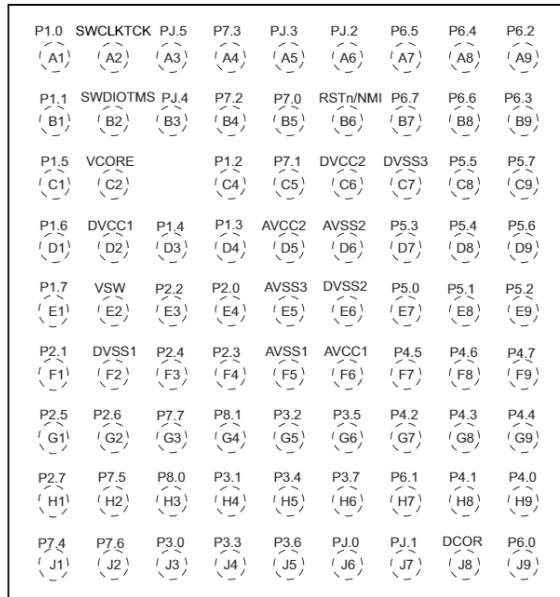 P1.0 SWCLKTCK PJ.5 P7.3 PJ.3 PJ.2 P6.5 P6.4 P6.2
A1 A2 A3 A4 A5 A6 A7 A8 A9
P1.1 SWDIOTMS PJ.4 P7.2 P7.0 RSTn/NMI P6.7 P6.6 P6.3
B1 B2 B3 B4 B5 B6 B7 B8 B9
P1.5 VCORE P1.2 P7.1 DVCC2 DVSS3 P5.5 P5.7
C1 C2 C4 C5 C6 C7 C8 C9
P1.6 DVCC1 P1.4 P1.3 AVCC2 AVSS2 P5.3 P5.4 P5.6
D1 D2 D3 D4 D5 D6 D7 D8 D9
P1.7 VSW P2.2 P2.0 AVSS3 DVSS2 P5.0 P5.1 P5.2
E1 E2 E3 E4 E5 E6 E7 E8 E9
P2.1 DVSS1 P2.4 P2.3 AVSS1 AVCC1 P4.5 P4.6 P4.7
F1 F2 F3 F4 F5 F6 F7 F8 F9
P2.5 P2.6 P7.7 P8.1 P3.2 P3.5 P4.2 P4.3 P4.4
G1 G2 G3 G4 G5 G6 G7 G8 G9
P2.7 P7.5 P8.0 P3.1 P3.4 P3.7 P6.1 P4.1 P4.0
H1 H2 H3 H4 H5 H6 H7 H8 H9
P7.4 P7.6 P3.0 P3.3 P3.6 PJ.0 PJ.1 DCOR P6.0
J1 J2 J3 J4 J5 J6 J7 J8 J9